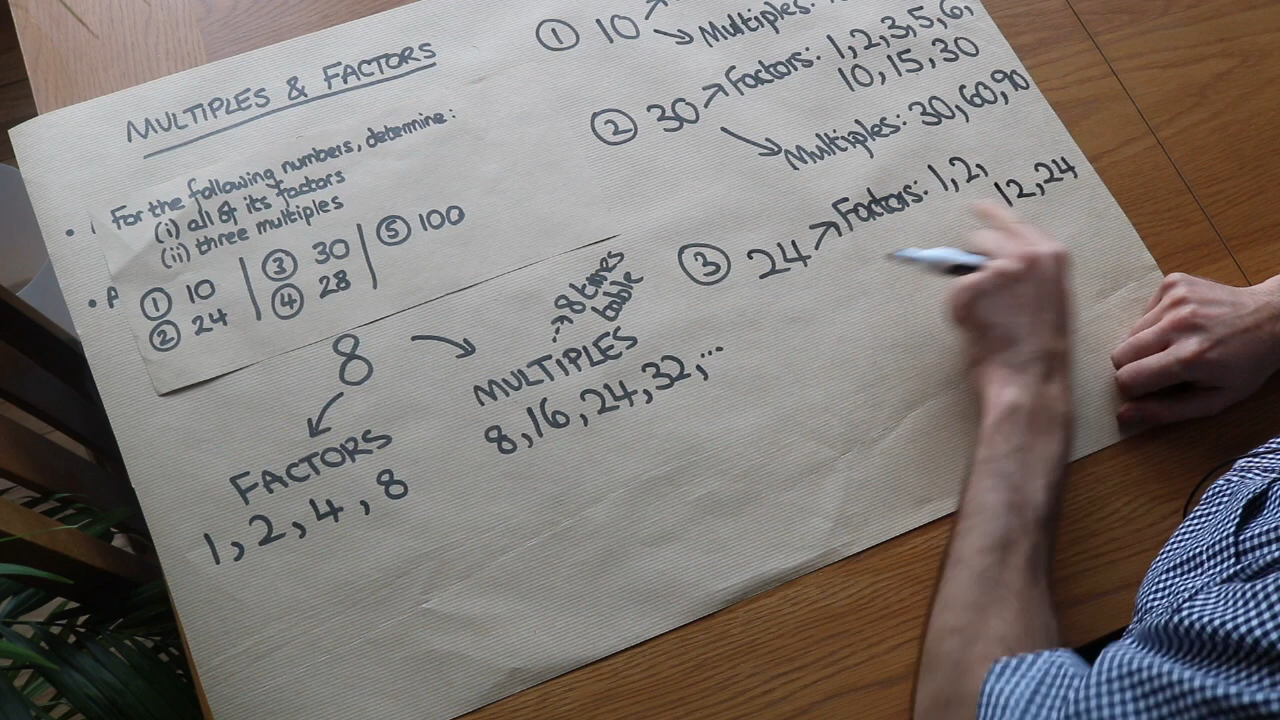 MULTIPLES & FACTORS
For the following numbers, determine:
(i) all of its factors
(ii) three multiples
① 10
② 24
③ 30
④ 28
⑤ 100
8
FACTORS
1, 2, 4, 8
--> 8 times
table
MULTIPLES
8, 16, 24, 32, ...
① 10
Multiples:
② 30
Factors: 1, 2, 3, 5, 6,
10, 15, 30
Multiples: 30, 60, 90
③ 24
Factors: 1, 2,
12, 24